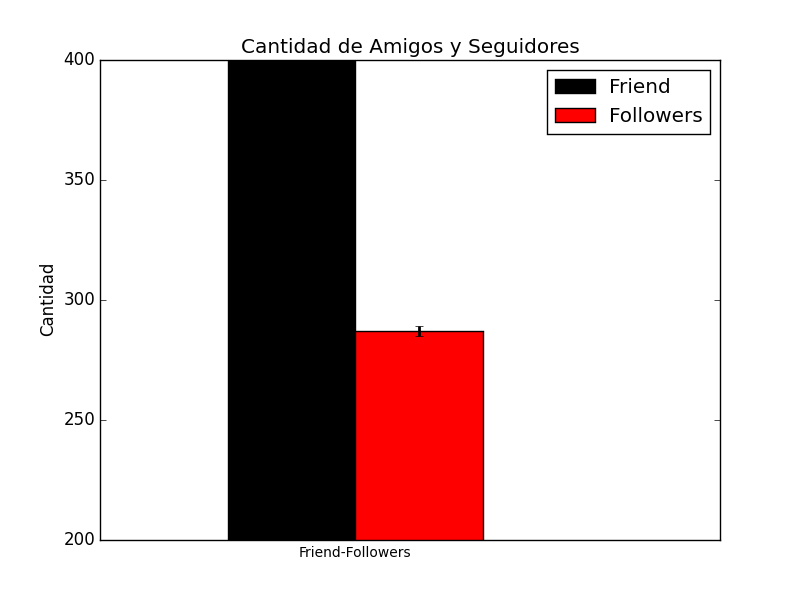 Cantidad de Amigos y Seguidores
400
350
300
250
200
Cantidad
Friend
Followers
Friend-Followers